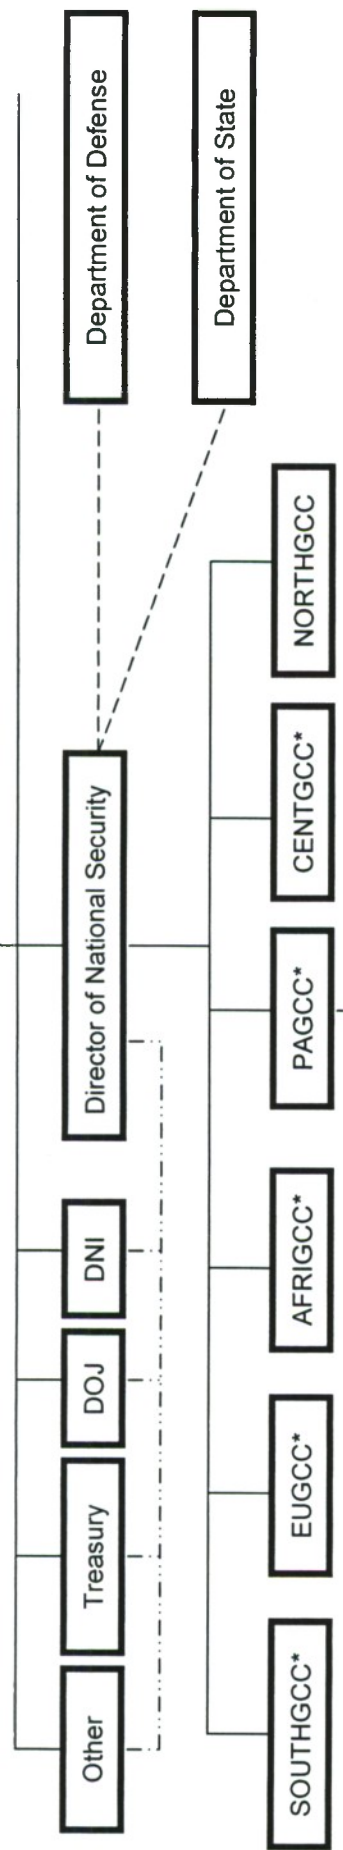 Other
Treasury
DOJ
DNI
Director of National Security
Department of Defense
Department of State
SOUTHGCC*
EUGCC*
AFRIGCC*
PAGCC*
CENTGCC*
NORTHGCC